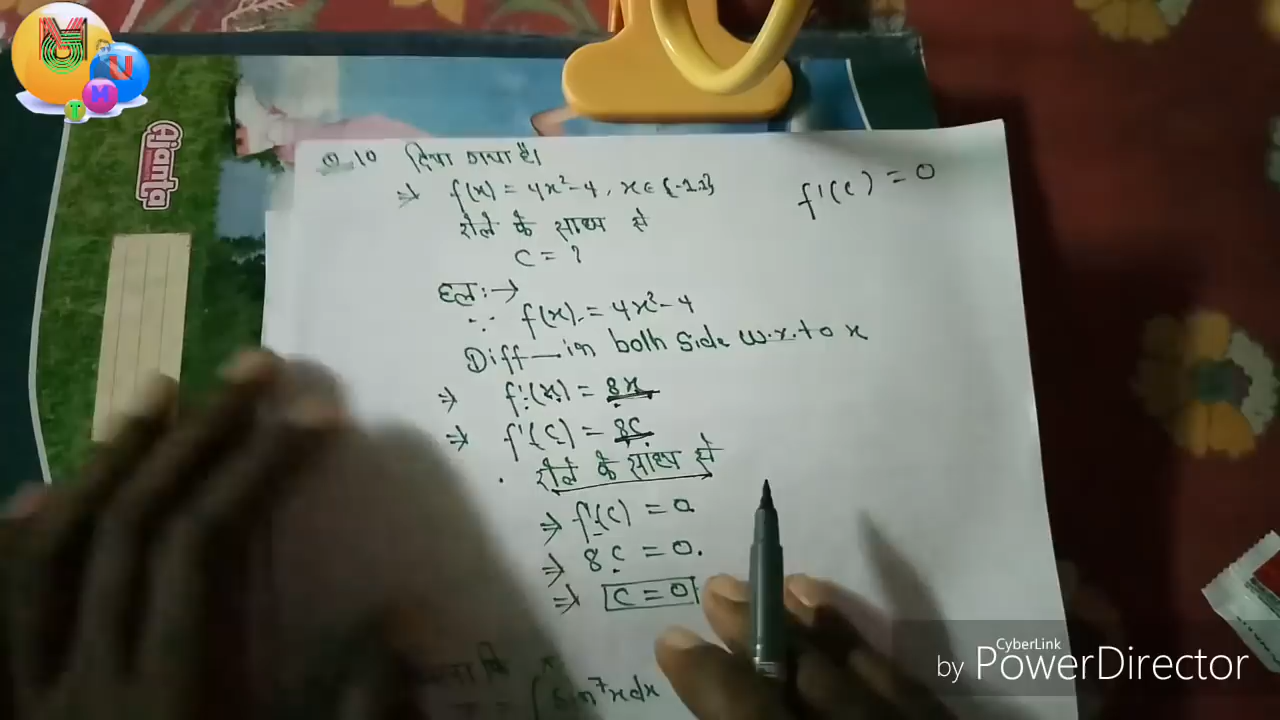 Q.10 दिया गया है।
⇒ f(x) = 4x²-4, x∈{-1,1}
f'(c) = 0
रोले के साध्य से
c = ?
हल:→
∵ f(x) = 4x²-4
Diff—in both side w.r.to x
⇒ f'(x) = 8x
⇒ f'(c) = 8c
रोले के साध्य से
⇒ f'(c) = 0
⇒ 8c = 0.
⇒ c = 0
∫ sin⁷xdx
Ajanta
CyberLink
by PowerDirector